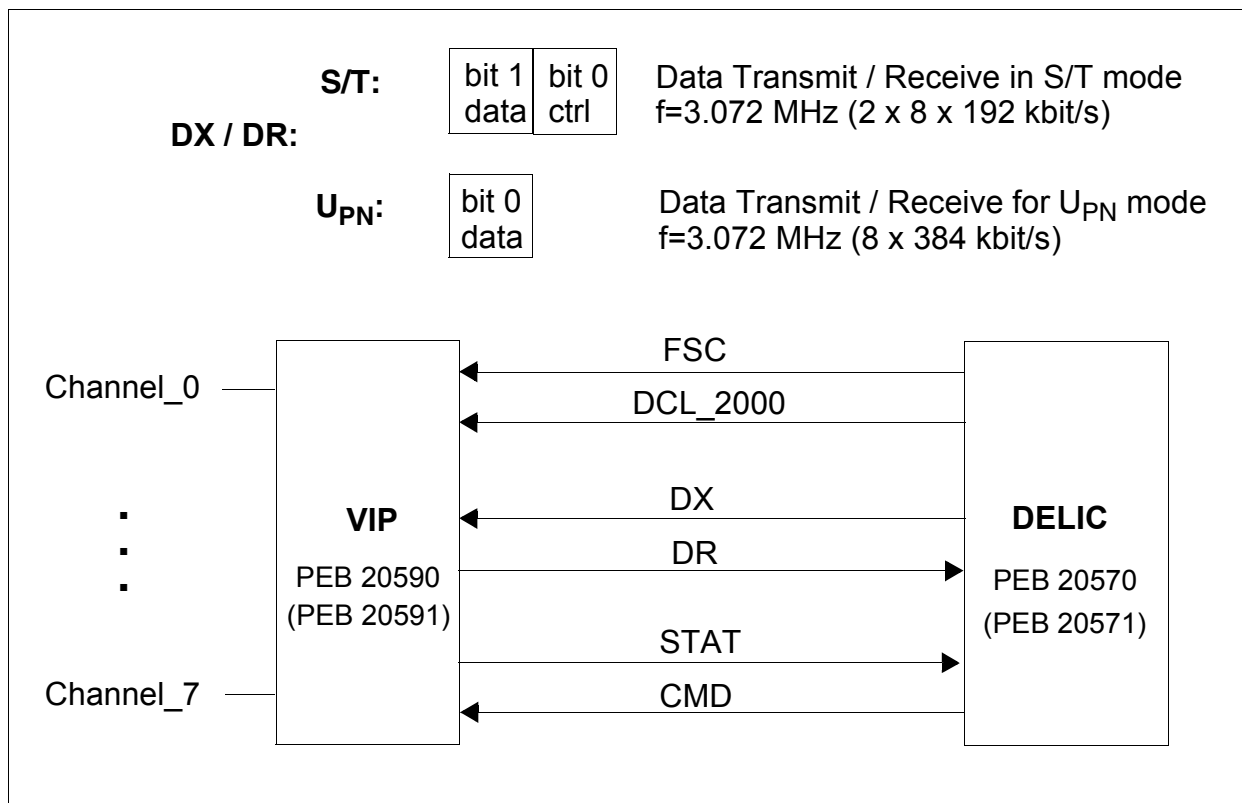 S/T:
bit 1 bit 0
data ctrl
Data Transmit / Receive in S/T mode
f=3.072 MHz (2 x 8 x 192 kbit/s)
DX / DR:
UPN:
bit 0
data
Data Transmit / Receive for UPN mode
f=3.072 MHz (8 x 384 kbit/s)
FSC
Channel_0
DCL_2000
DX
VIP
DELIC
DR
PEB 20590
(PEB 20591)
PEB 20570
(PEB 20571)
STAT
Channel_7
CMD